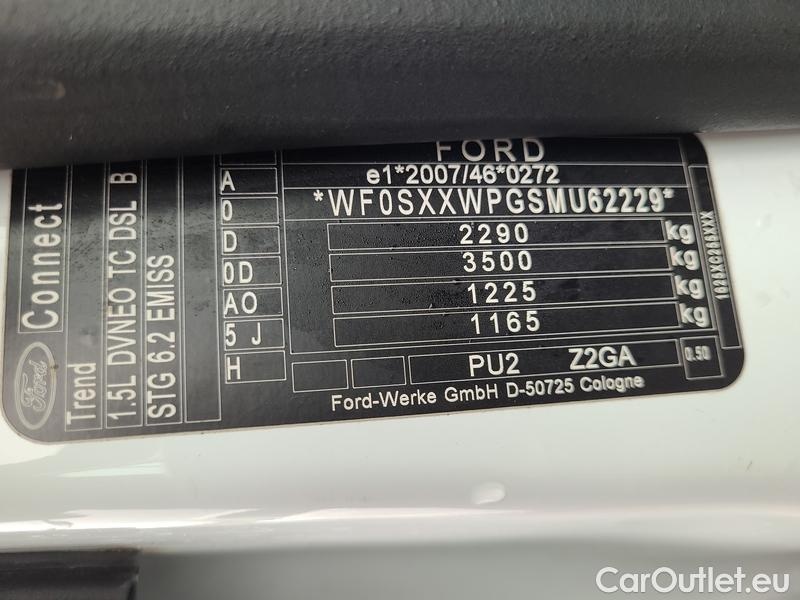 FORD
e1*2007/46*0272
*WF0SXXWPGSMU62229*
2290 kg
3500 kg
1225 kg
1165 kg
PU2 Z2GA 0.50
Ford-Werke GmbH D-50725 Cologne
A
0
D
0D
AO
5 J
H
Ford Connect
Trend
1.5L DVNEO TC DSL B
STG 6.2 EMISS
CarOutlet.eu